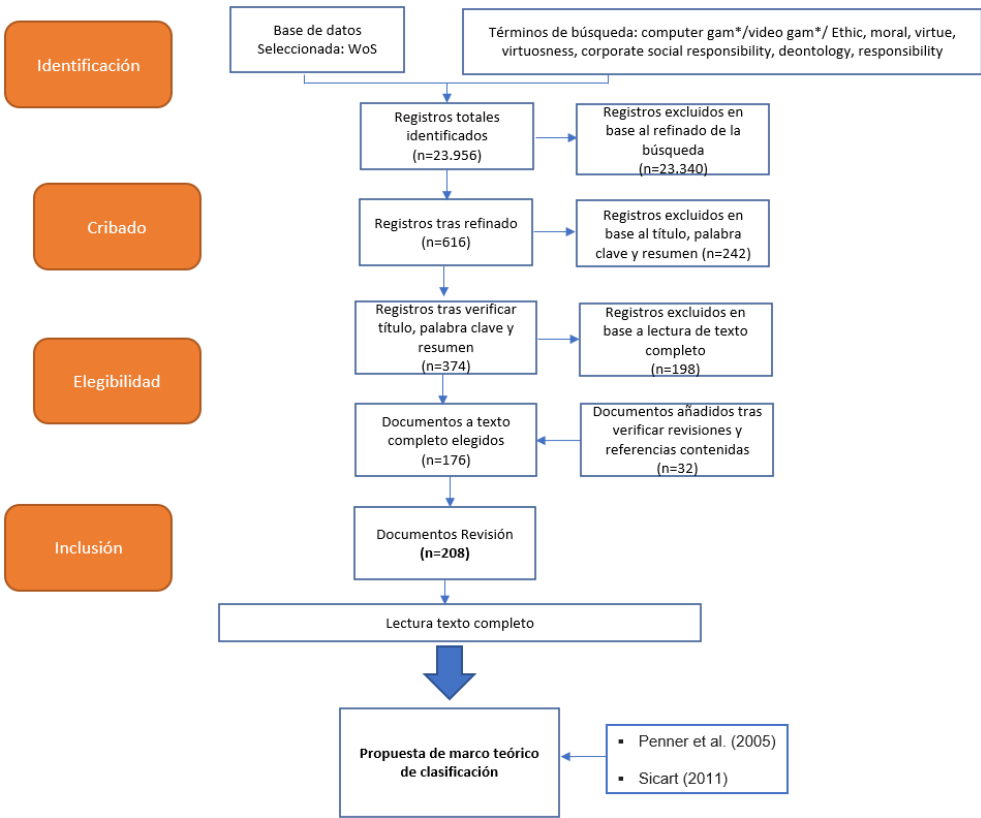 Identificación
Base de datos
Seleccionada: WoS
Términos de búsqueda: computer gam*/video gam*/ Ethic, moral, virtue,
virtuosness, corporate social responsibility, deontology, responsibility
Registros totales
identificados
(n=23.956)
Registros excluidos en
base al refinado de la
búsqueda
(n=23.340)
Cribado
Registros tras refinado
(n=616)
Registros excluidos en
base al título, palabra
clave y resumen (n=242)
Elegibilidad
Registros tras verificar
título, palabra clave y
resumen
(n=374)
Registros excluidos en
base a lectura de texto
completo
(n=198)
Documentos a texto
completo elegidos
(n=176)
Documentos añadidos tras
verificar revisiones y
referencias contenidas
(n=32)
Inclusión
Documentos Revisión
(n=208)
Lectura texto completo
Propuesta de marco teórico
de clasificación
▪ Penner et al. (2005)
▪ Sicart (2011)